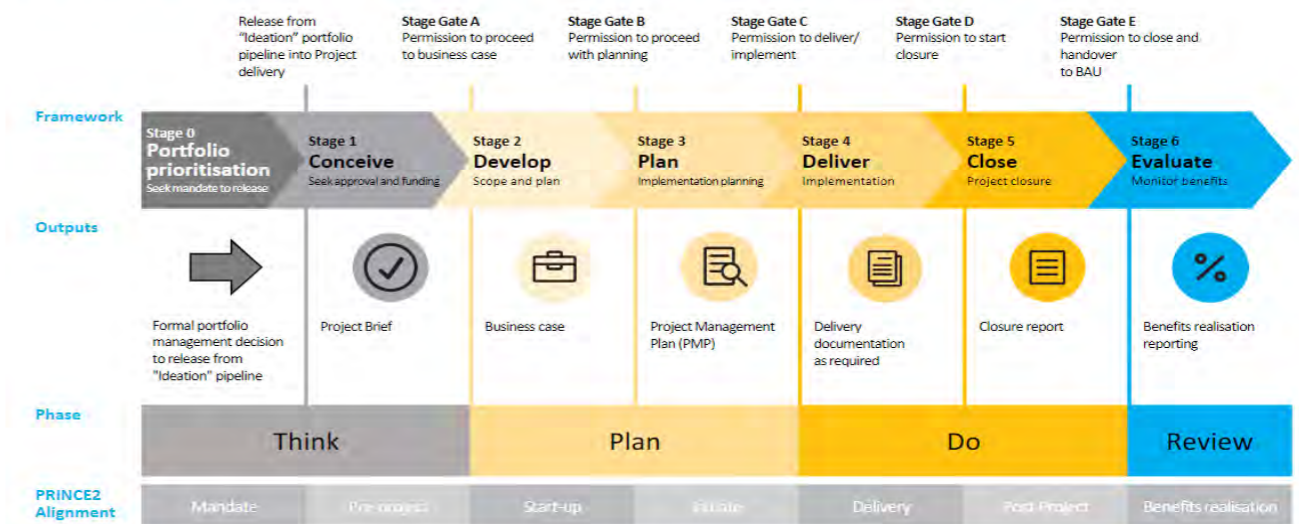 Release from
"Ideation" portfolio
pipeline into Project
delivery
Stage Gate A
Permission to proceed
to business case
Stage Gate B
Permission to proceed
with planning
Stage Gate C
Permission to deliver/
implement
Stage Gate D
Permission to start
closure
Stage Gate E
Permission to close and
handover
to BAU
Framework
Stage 0
Portfolio
prioritisation
Seek mandate to release
Stage 1
Conceive
Seek approval and funding
Stage 2
Develop
Scope and plan
Stage 3
Plan
Implementation planning
Stage 4
Deliver
Implementation
Stage 5
Close
Project closure
Stage 6
Evaluate
Monitor benefits
Outputs
Formal portfolio
management decision
to release from
"Ideation" pipeline
Project Brief
Business case
Project Management
Plan (PMP)
Delivery
documentation
as required
Closure report
%
Benefits realisation
reporting
Phase
Think
Plan
Do
Review
PRINCE2
Alignment
Mandate
Pre-project
Start-up
Initiate
Delivery
Post Project
Benefits realisation